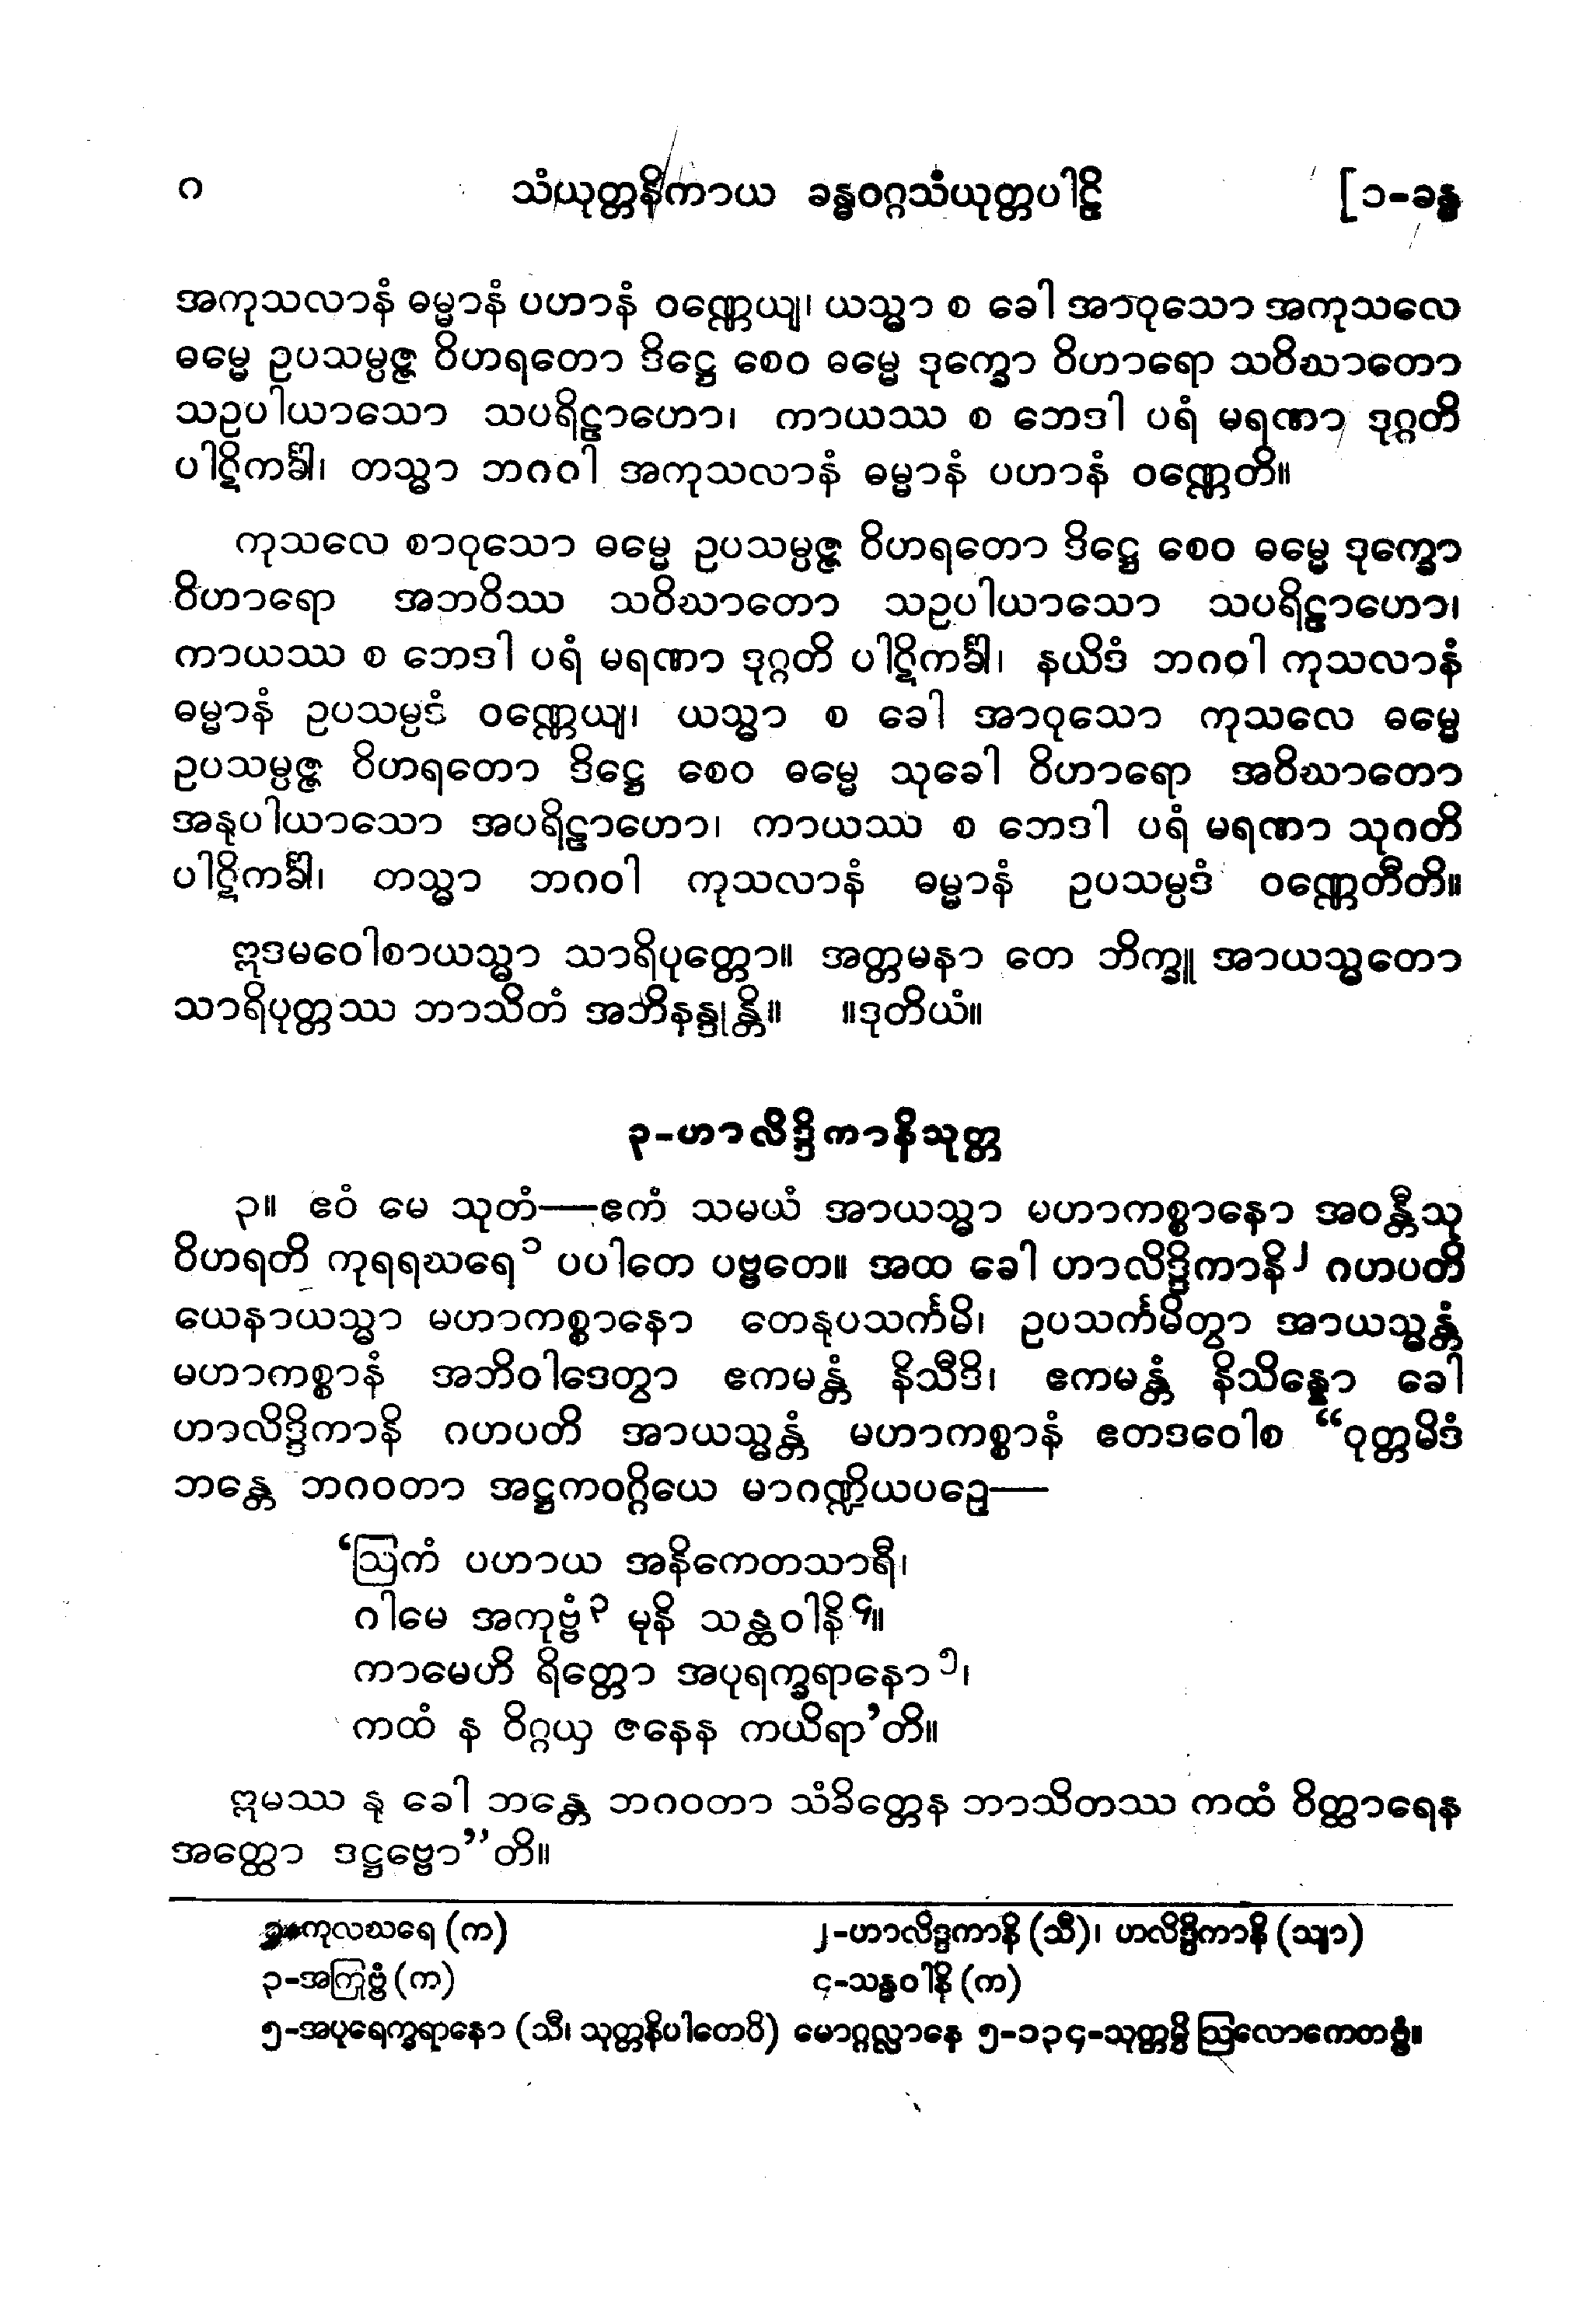 ဂ သံယုတ္တနိကာယ ခန္ဓဝဂ္ဂသံယုတ္တပါဠိ [၁-ခန္ဓ
အကုသလာနံ ဓမ္မာနံ ပဟာနံ ဝဏ္ဏေယျ၊ ယသ္မာ စ ခေါ အာဝုသော အကုသလေ
ဓမ္မေ ဥပသမ္ပဇ္ဇ ဝိဟရတော ဒိဋ္ဌေ စေဝ ဓမ္မေ ဒုက္ခော ဝိဟာရော သဝိဃာတော
သဥပါယာသော သပရိဠာဟော၊ ကာယဿ စ ဘေဒါ ပရံ မရဏာ ဒုဂ္ဂတိ
ပါဋိကင်္ခါ၊ တသ္မာ ဘဂဝါ အကုသလာနံ ဓမ္မာနံ ပဟာနံ ဝဏ္ဏေတိ။
ကုသလေ စာဝုသော ဓမ္မေ ဥပသမ္ပဇ္ဇ ဝိဟရတော ဒိဋ္ဌေ စေဝ ဓမ္မေ ဒုက္ခော
ဝိဟာရော အဘဝိဿ သဝိဃာတော သဥပါယာသော သပရိဠာဟော၊
ကာယဿ စ ဘေဒါ ပရံ မရဏာ ဒုဂ္ဂတိ ပါဋိကင်္ခါ၊ နယိဒံ ဘဂဝါ ကုသလာနံ
ဓမ္မာနံ ဥပသမ္ပဒံ ဝဏ္ဏေယျ၊ ယသ္မာ စ ခေါ အာဝုသော ကုသလေ ဓမ္မေ
ဥပသမ္ပဇ္ဇ ဝိဟရတော ဒိဋ္ဌေ စေဝ ဓမ္မေ သုခေါ ဝိဟာရော အဝိဃာတော
အနုပါယာသော အပရိဠာဟော၊ ကာယဿ စ ဘေဒါ ပရံ မရဏာ သုဂတိ
ပါဋိကင်္ခါ၊ တသ္မာ ဘဂဝါ ကုသလာနံ ဓမ္မာနံ ဥပသမ္ပဒံ ဝဏ္ဏေတီတိ။
ဣဒမဝေါစာယသ္မာ သာရိပုတ္တော။ အတ္တမနာ တေ ဘိက္ခူ အာယသ္မတော
သာရိပုတ္တဿ ဘာသိတံ အဘိနန္ဒုန္တိ။ ။ဒုတိယံ။
၃-ဟာလိဒ္ဒိကာနိသုတ္တ
၃။ ဧဝံ မေ သုတံ—ဧကံ သမယံ အာယသ္မာ မဟာကစ္စာနော အဝန္တီသု
ဝိဟရတိ ကုရရဃရေ၁ ပပါတေ ပဗ္ဗတေ။ အထ ခေါ ဟာလိဒ္ဒိကာနိ၂ ဂဟပတိ
ယေနာယသ္မာ မဟာကစ္စာနော တေနုပသင်္ကမိ၊ ဥပသင်္ကမိတွာ အာယသ္မန္တံ
မဟာကစ္စာနံ အဘိဝါဒေတွာ ဧကမန္တံ နိသီဒိ၊ ဧကမန္တံ နိသိန္နော ခေါ
ဟာလိဒ္ဒိကာနိ ဂဟပတိ အာယသ္မန္တံ မဟာကစ္စာနံ ဧတဒဝေါစ “ဝုတ္တမိဒံ
ဘန္တေ ဘဂဝတာ အဋ္ဌကဝဂ္ဂိယေ မာဂဏ္ဍိယပဉှေ—
‘ဩကံ ပဟာယ အနိကေတသာရီ၊
ဂါမေ အကုဗ္ဗံ၃ မုနိ သန္ထဝါနိ၄။
ကာမေဟိ ရိတ္တော အပုရက္ခရာနော၅၊
ကထံ န ဝိဂ္ဂယှ ဇနေန ကယိရာ’တိ။
ဣမဿ နု ခေါ ဘန္တေ ဘဂဝတာ သံခိတ္တေန ဘာသိတဿ ကထံ ဝိတ္ထာရေန
အတ္ထော ဒဋ္ဌဗ္ဗော”တိ။
၁-ကုလဃရေ (က) ၂-ဟာလိဒ္ဒကာနိ (သီ)၊ ဟလိဒ္ဒိကာနိ (သျာ)
၃-အကြုဗ္ဗံ (က) ၄-သန္ဓဝါနိ (က)
၅-အပုရေက္ခရာနော (သီ၊ သုတ္တနိပါတေပိ) မောဂ္ဂလ္လာနေ ၅-၁၃၄-သုတ္တမ္ပိ ဩလောကေတဗ္ဗံ။